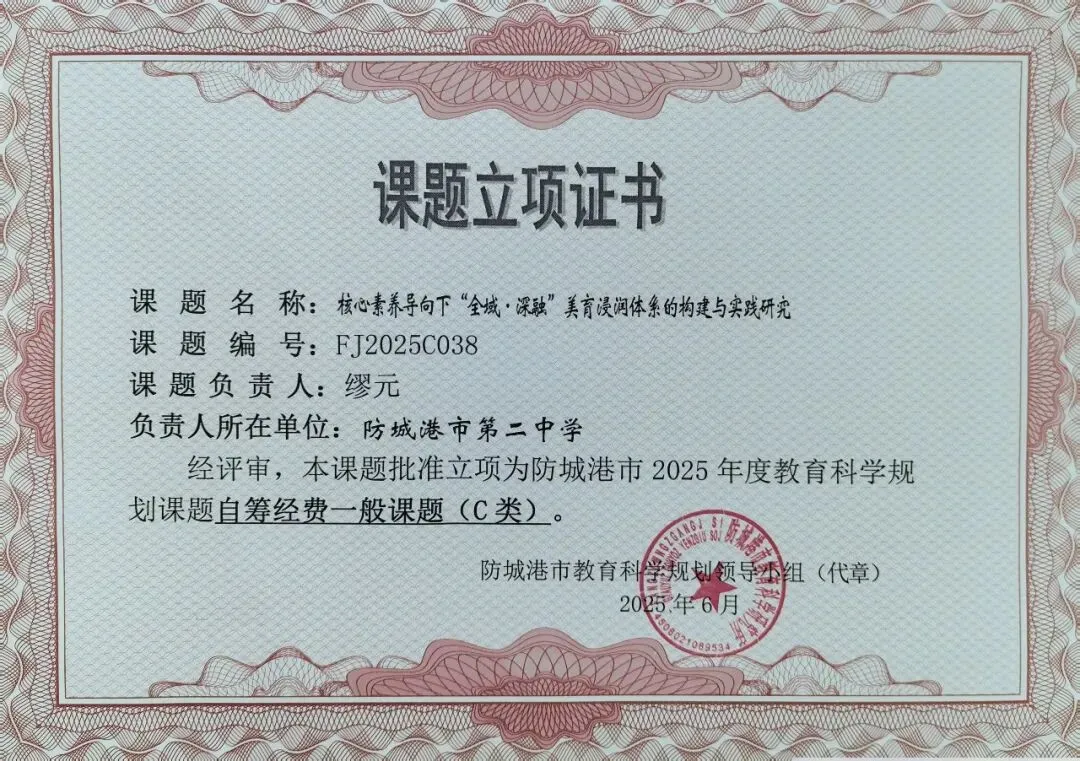 课题立项证书
课题名称：核心素养导向下“全域·深融”美育浸润体系的构建与实践研究
课题编号：FJ2025C038
课题负责人：缪元
负责人所在单位：防城港市第二中学
经评审，本课题批准立项为防城港市2025年度教育科学规
划课题自筹经费一般课题（C类）。
防城港市教育科学规划领导小组（代章）
2025年6月
4506021089534